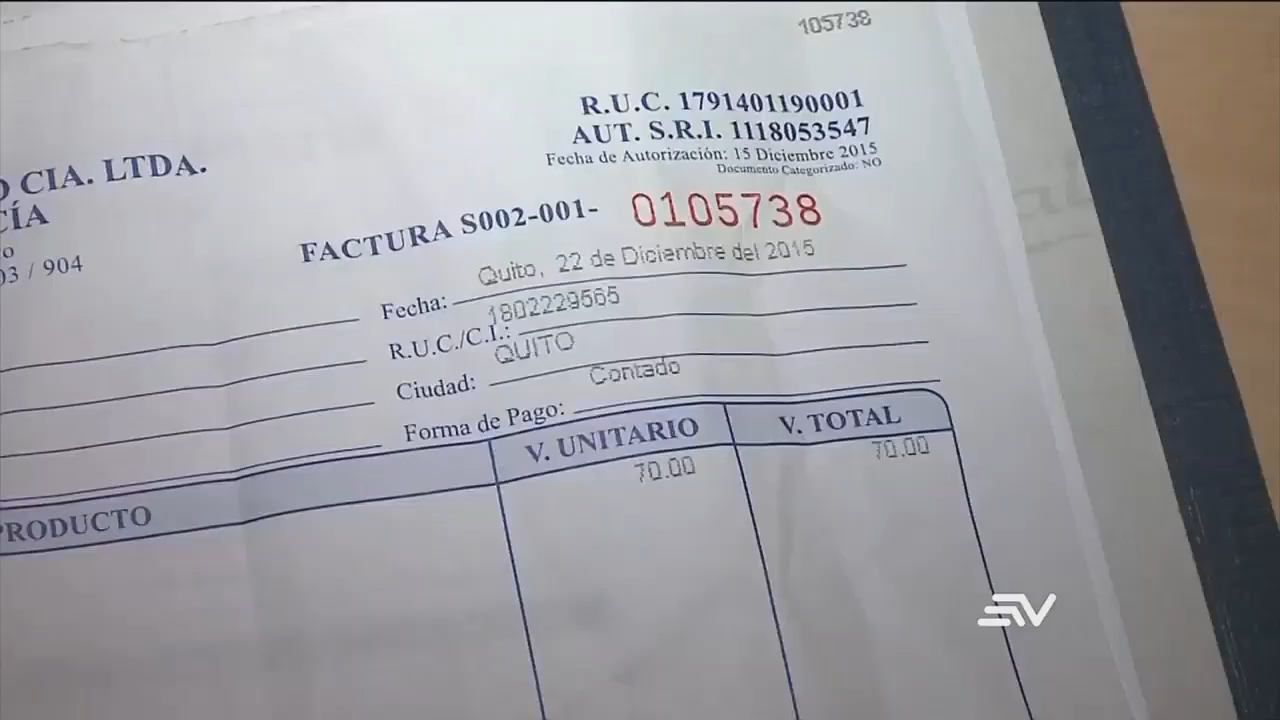 105738
R.U.C. 1791401190001
AUT. S.R.I. 1118053547
Fecha de Autorización: 15 Diciembre 2015
Documento Categorizado: NO
CIA. LTDA.
FACTURA S002-001- 0105738
03 / 904
Fecha: Quito, 22 de Diciembre del 2015
R.U.C./C.I.: 1802229565
Ciudad: QUITO
Forma de Pago: Contado
PRODUCTO V. UNITARIO V. TOTAL
70.00 70.00